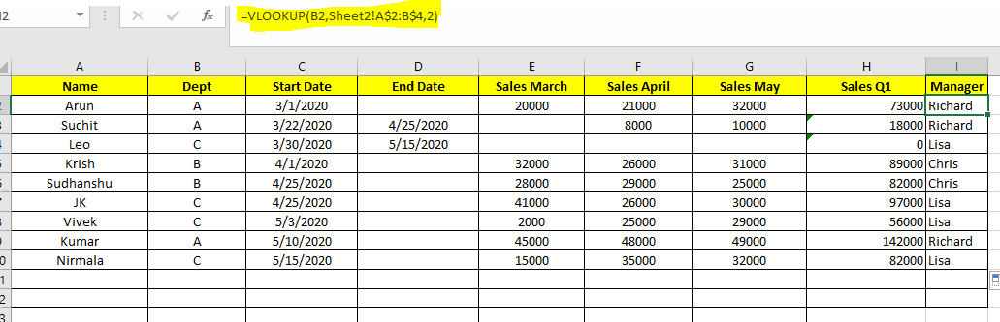 I2 fx =VLOOKUP(B2,Sheet2!A$2:B$4,2)
A B C D E F G H I
Name Dept Start Date End Date Sales March Sales April Sales May Sales Q1 Manager
2 Arun A 3/1/2020 20000 21000 32000 73000 Richard
3 Suchit A 3/22/2020 4/25/2020 8000 10000 18000 Richard
4 Leo C 3/30/2020 5/15/2020 0 Lisa
5 Krish B 4/1/2020 32000 26000 31000 89000 Chris
6 Sudhanshu B 4/25/2020 28000 29000 25000 82000 Chris
7 JK C 4/25/2020 41000 26000 30000 97000 Lisa
8 Vivek C 5/3/2020 2000 25000 29000 56000 Lisa
9 Kumar A 5/10/2020 45000 48000 49000 142000 Richard
0 Nirmala C 5/15/2020 15000 35000 32000 82000 Lisa
1
2
3